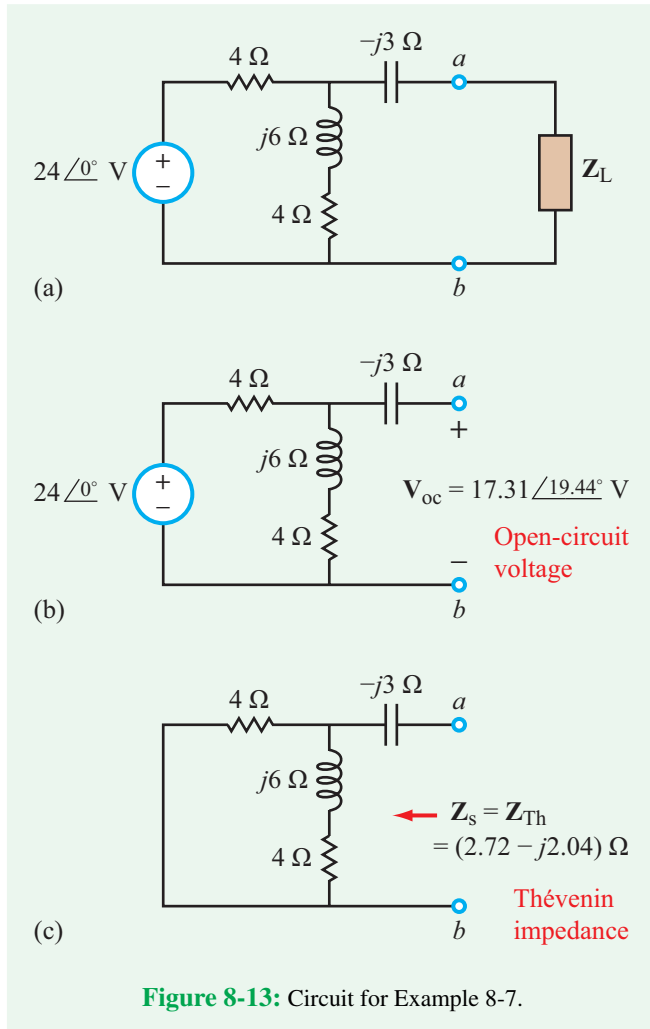 −j3 Ω
4 Ω
a
j6 Ω
24 /0° V
+
−
Z_L
4 Ω
b
(a)
−j3 Ω
4 Ω
a
+
j6 Ω
24 /0° V
+
−
V_oc = 17.31 /19.44° V
4 Ω
Open-circuit
voltage
−
b
(b)
−j3 Ω
4 Ω
a
j6 Ω
Z_s = Z_Th
= (2.72 − j2.04) Ω
4 Ω
Thévenin
impedance
b
(c)
Figure 8-13: Circuit for Example 8-7.